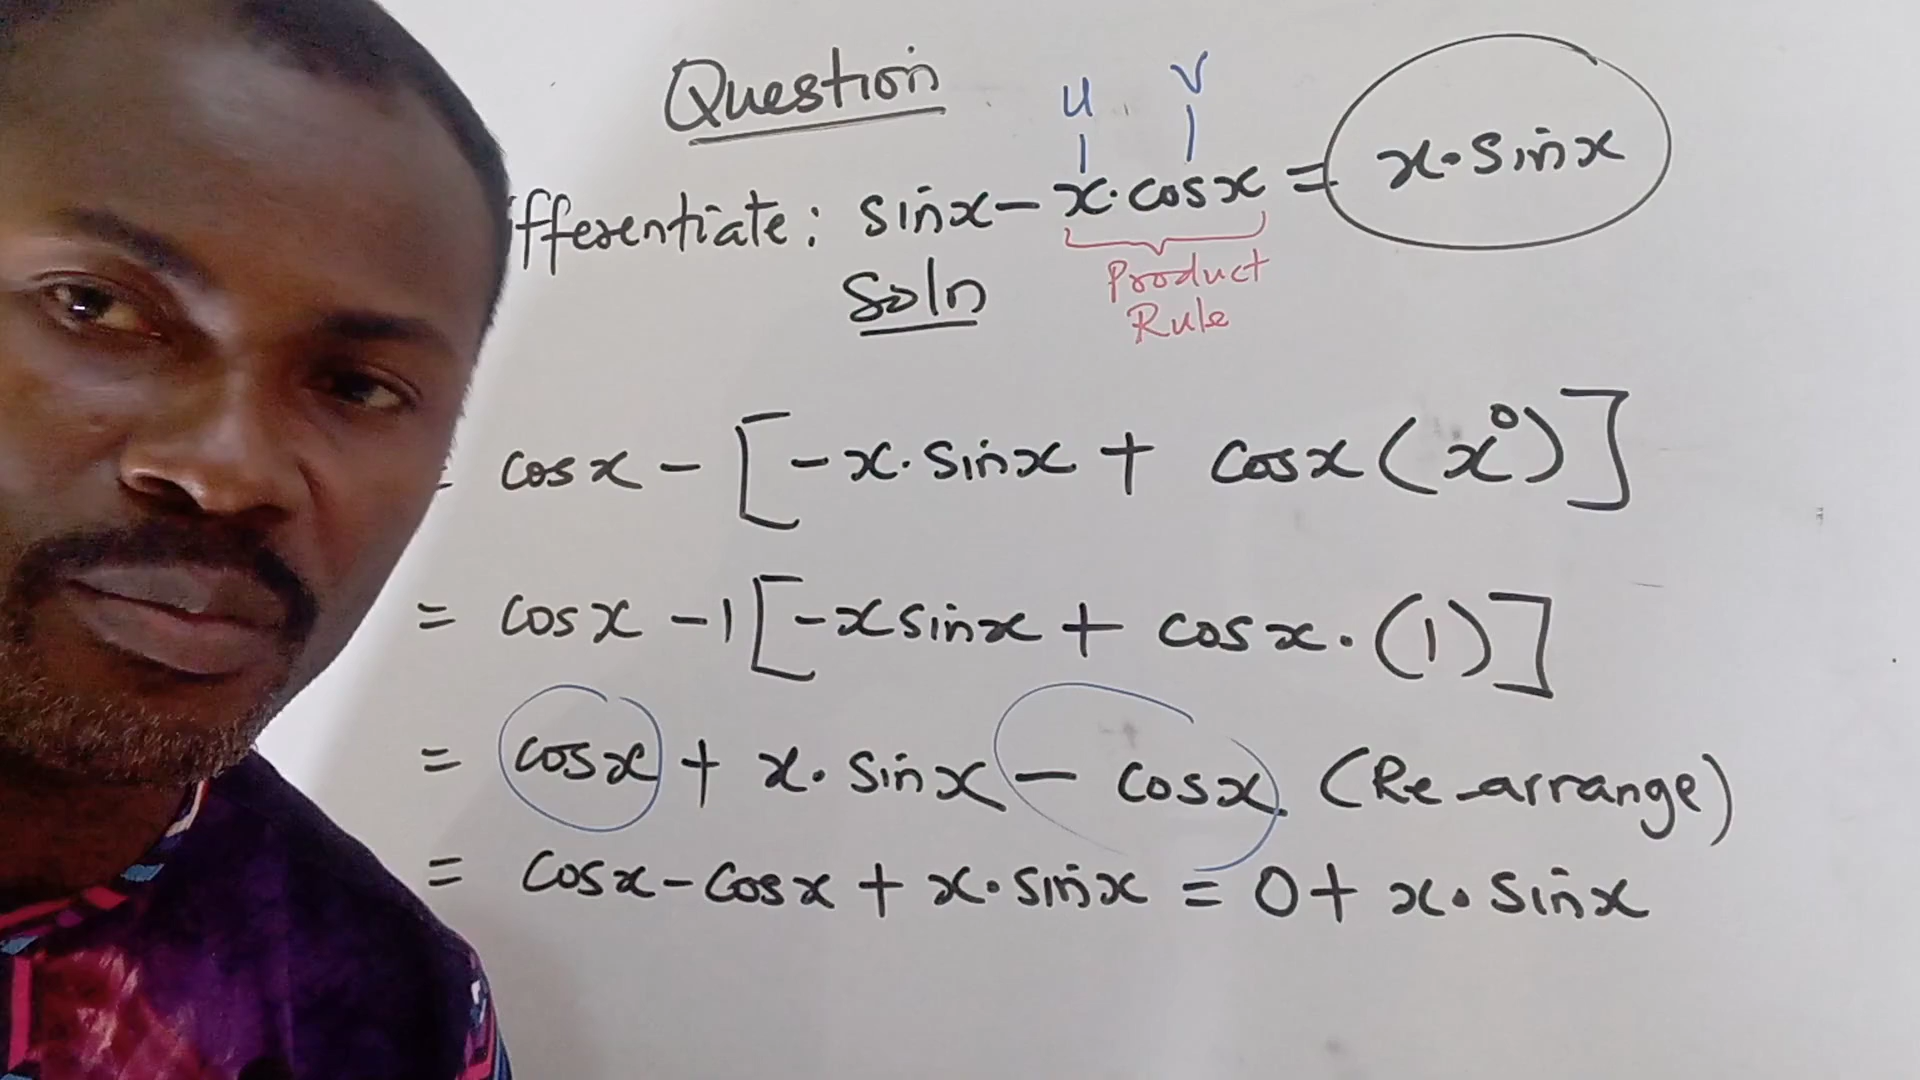 Question
U V
ifferentiate: sinx - x·cosx = x·sinx
Product
Rule
Soln
= cosx - [-x·sinx + cosx(x⁰)]
= cosx -1[-xsinx + cosx·(1)]
= cosx + x·sinx - cosx. (Re-arrange)
= cosx-cosx + x·sinx = 0+ x·sinx